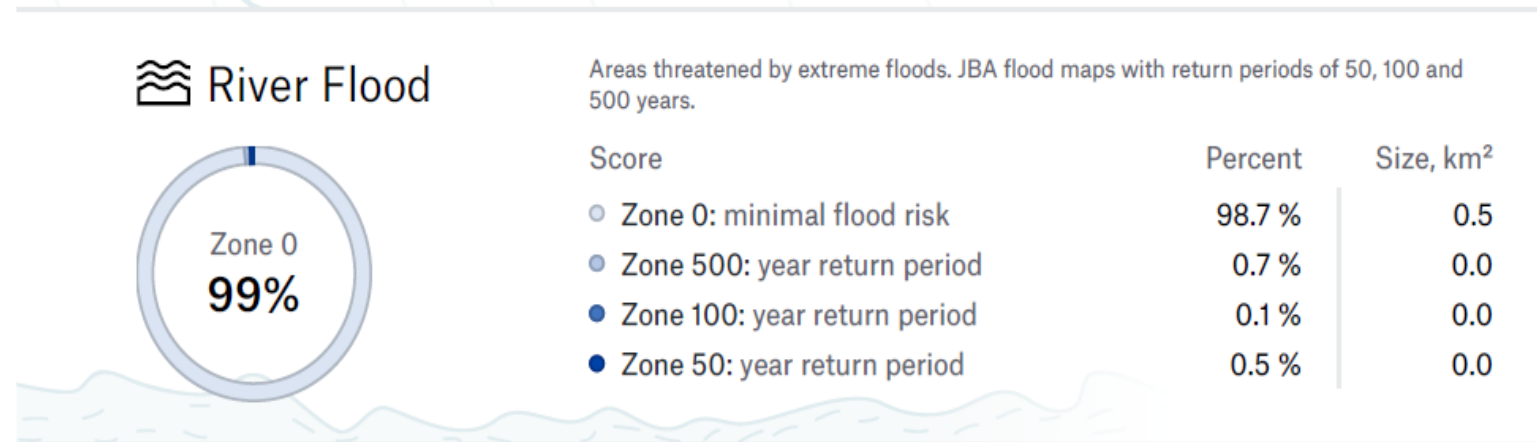 River Flood
Areas threatened by extreme floods. JBA flood maps with return periods of 50, 100 and
500 years.
Score Percent Size, km²
Zone 0: minimal flood risk 98.7 % 0.5
Zone 500: year return period 0.7 % 0.0
Zone 100: year return period 0.1 % 0.0
Zone 50: year return period 0.5 % 0.0
Zone 0
99%